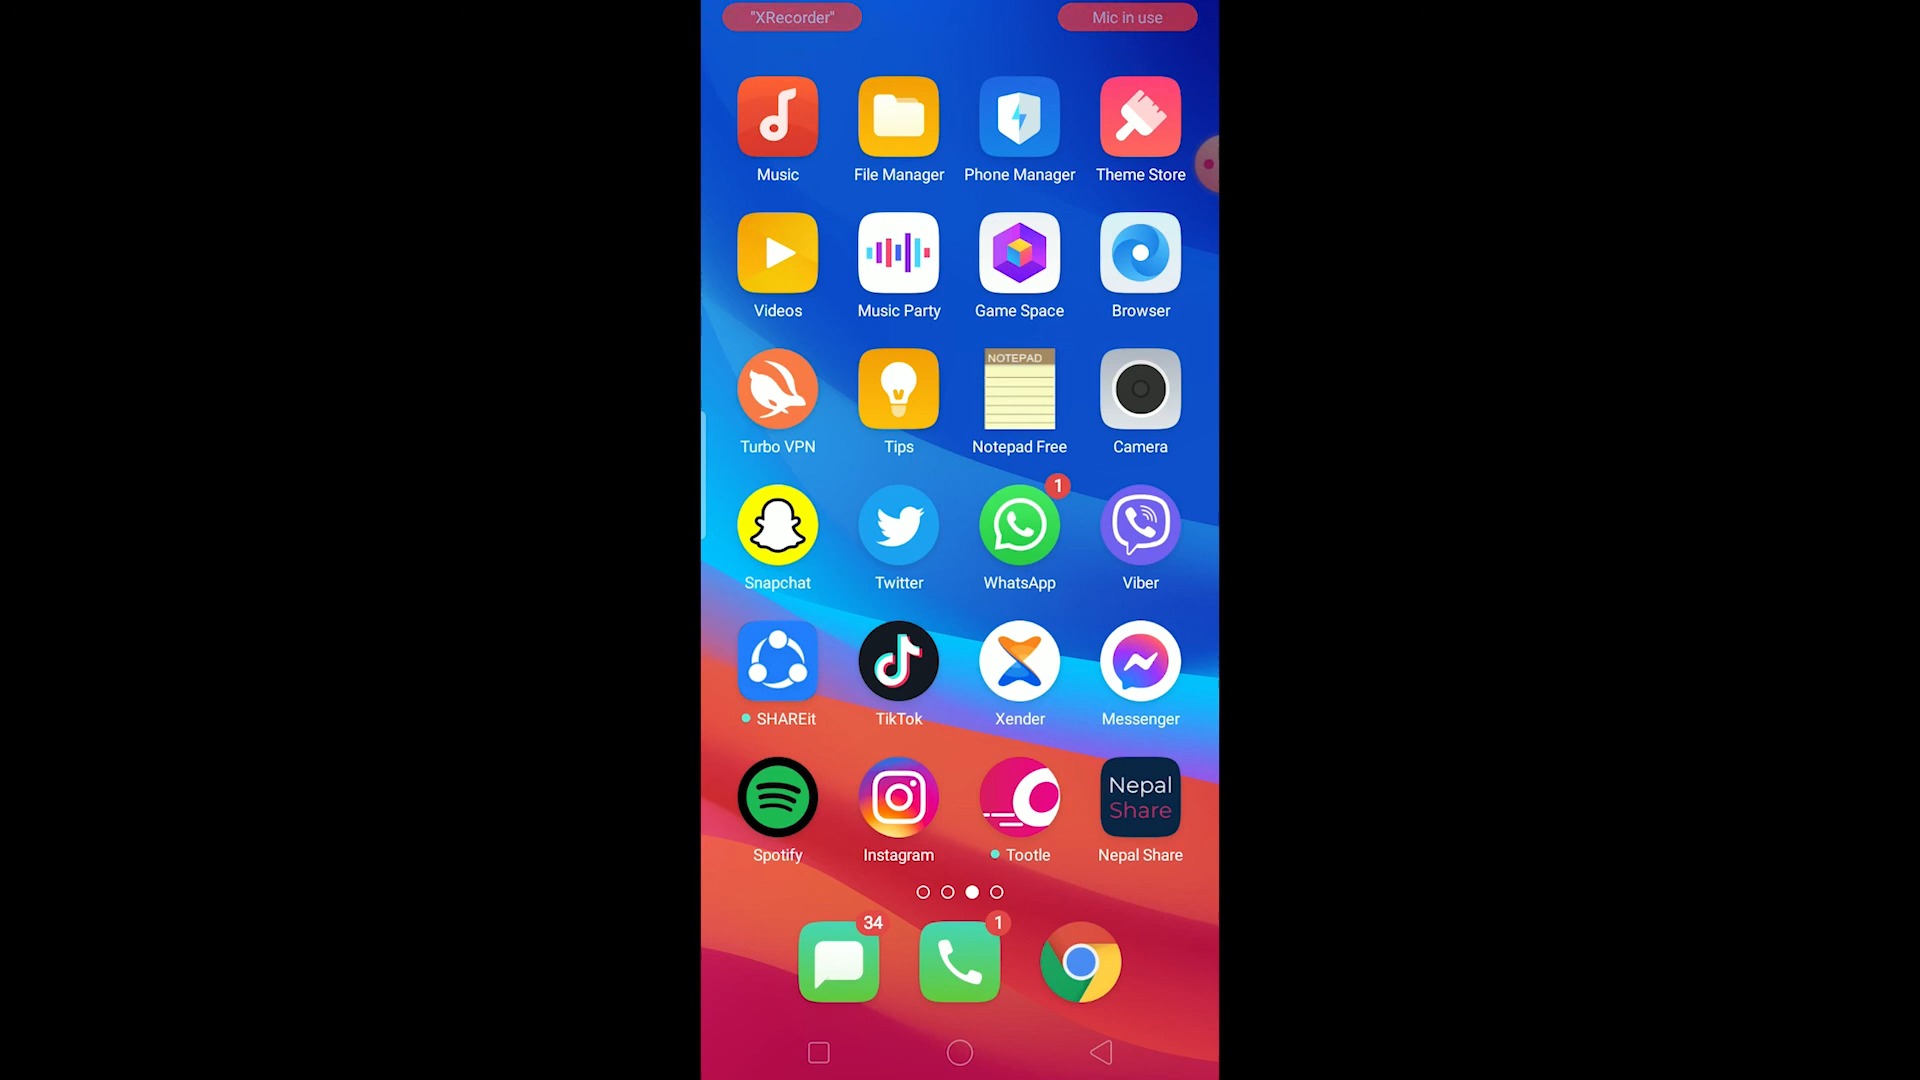 "XRecorder" Mic in use
Music File Manager Phone Manager Theme Store
Videos Music Party Game Space Browser
NOTEPAD
Turbo VPN Tips Notepad Free Camera
1
Snapchat Twitter WhatsApp Viber
SHAREit TikTok Xender Messenger
Nepal
Share
Spotify Instagram Tootle Nepal Share
34 1